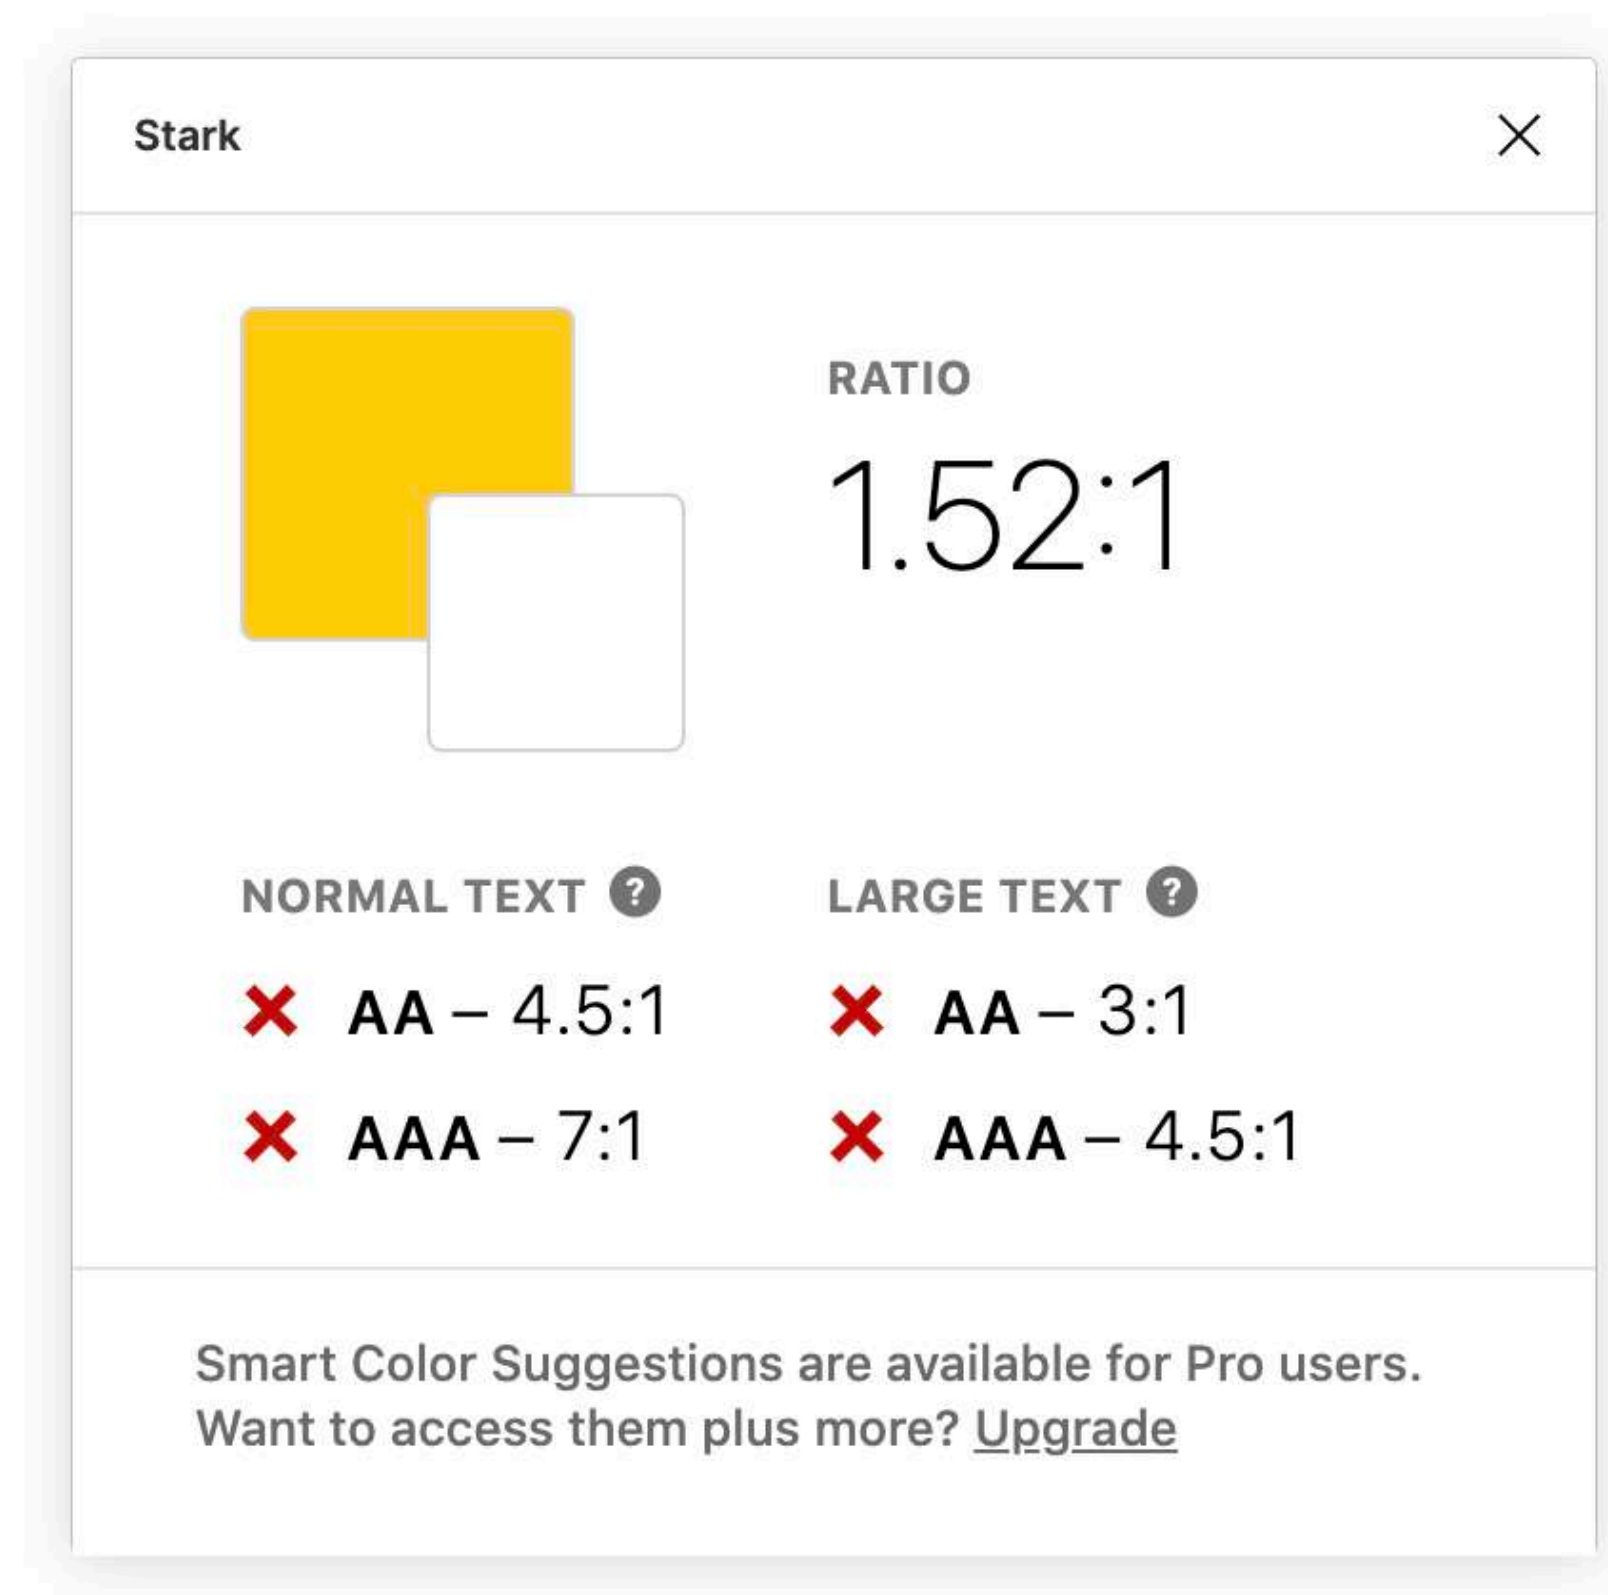 Stark
RATIO
1.52:1
NORMAL TEXT ?
AA – 4.5:1
AAA – 7:1
LARGE TEXT ?
AA – 3:1
AAA – 4.5:1
Smart Color Suggestions are available for Pro users.
Want to access them plus more? Upgrade